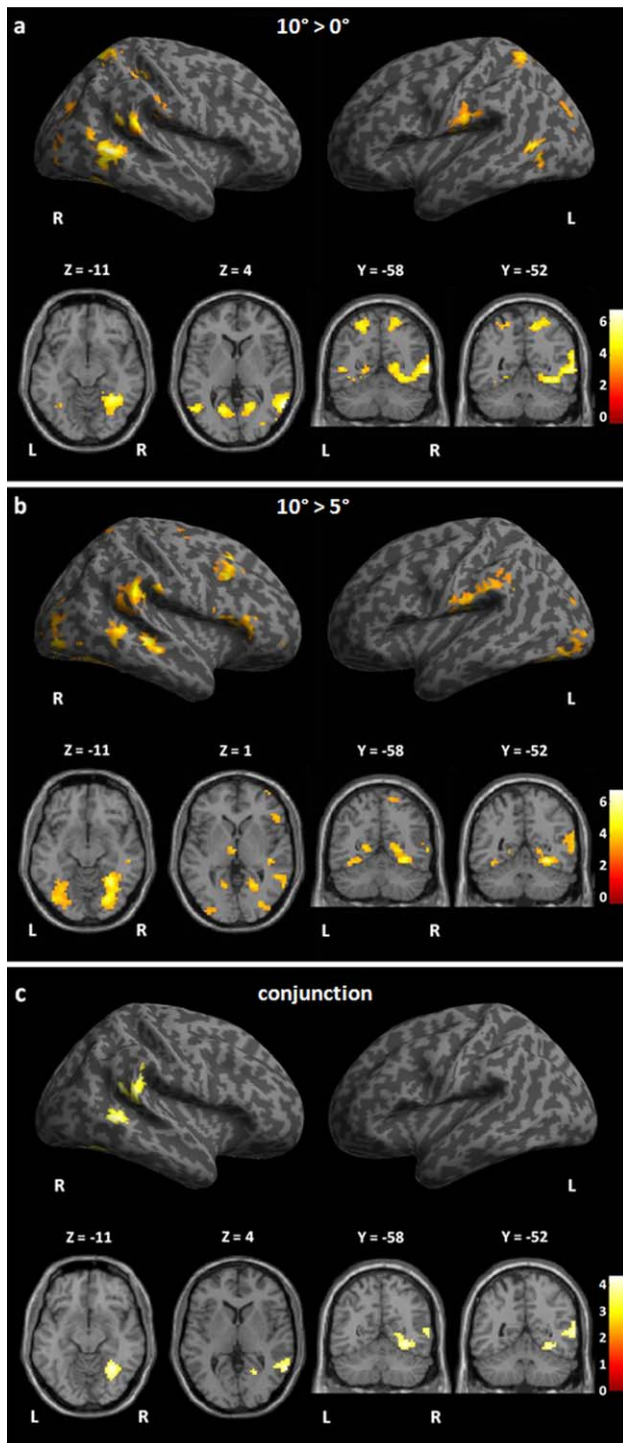 a 10° > 0°
R L
Z = -11 Z = 4 Y = -58 Y = -52
6
4
2
0
L R L R
b 10° > 5°
R L
Z = -11 Z = 1 Y = -58 Y = -52
6
4
2
0
L R L R
c conjunction
R L
Z = -11 Z = 4 Y = -58 Y = -52
4
3
2
1
0
L R L R